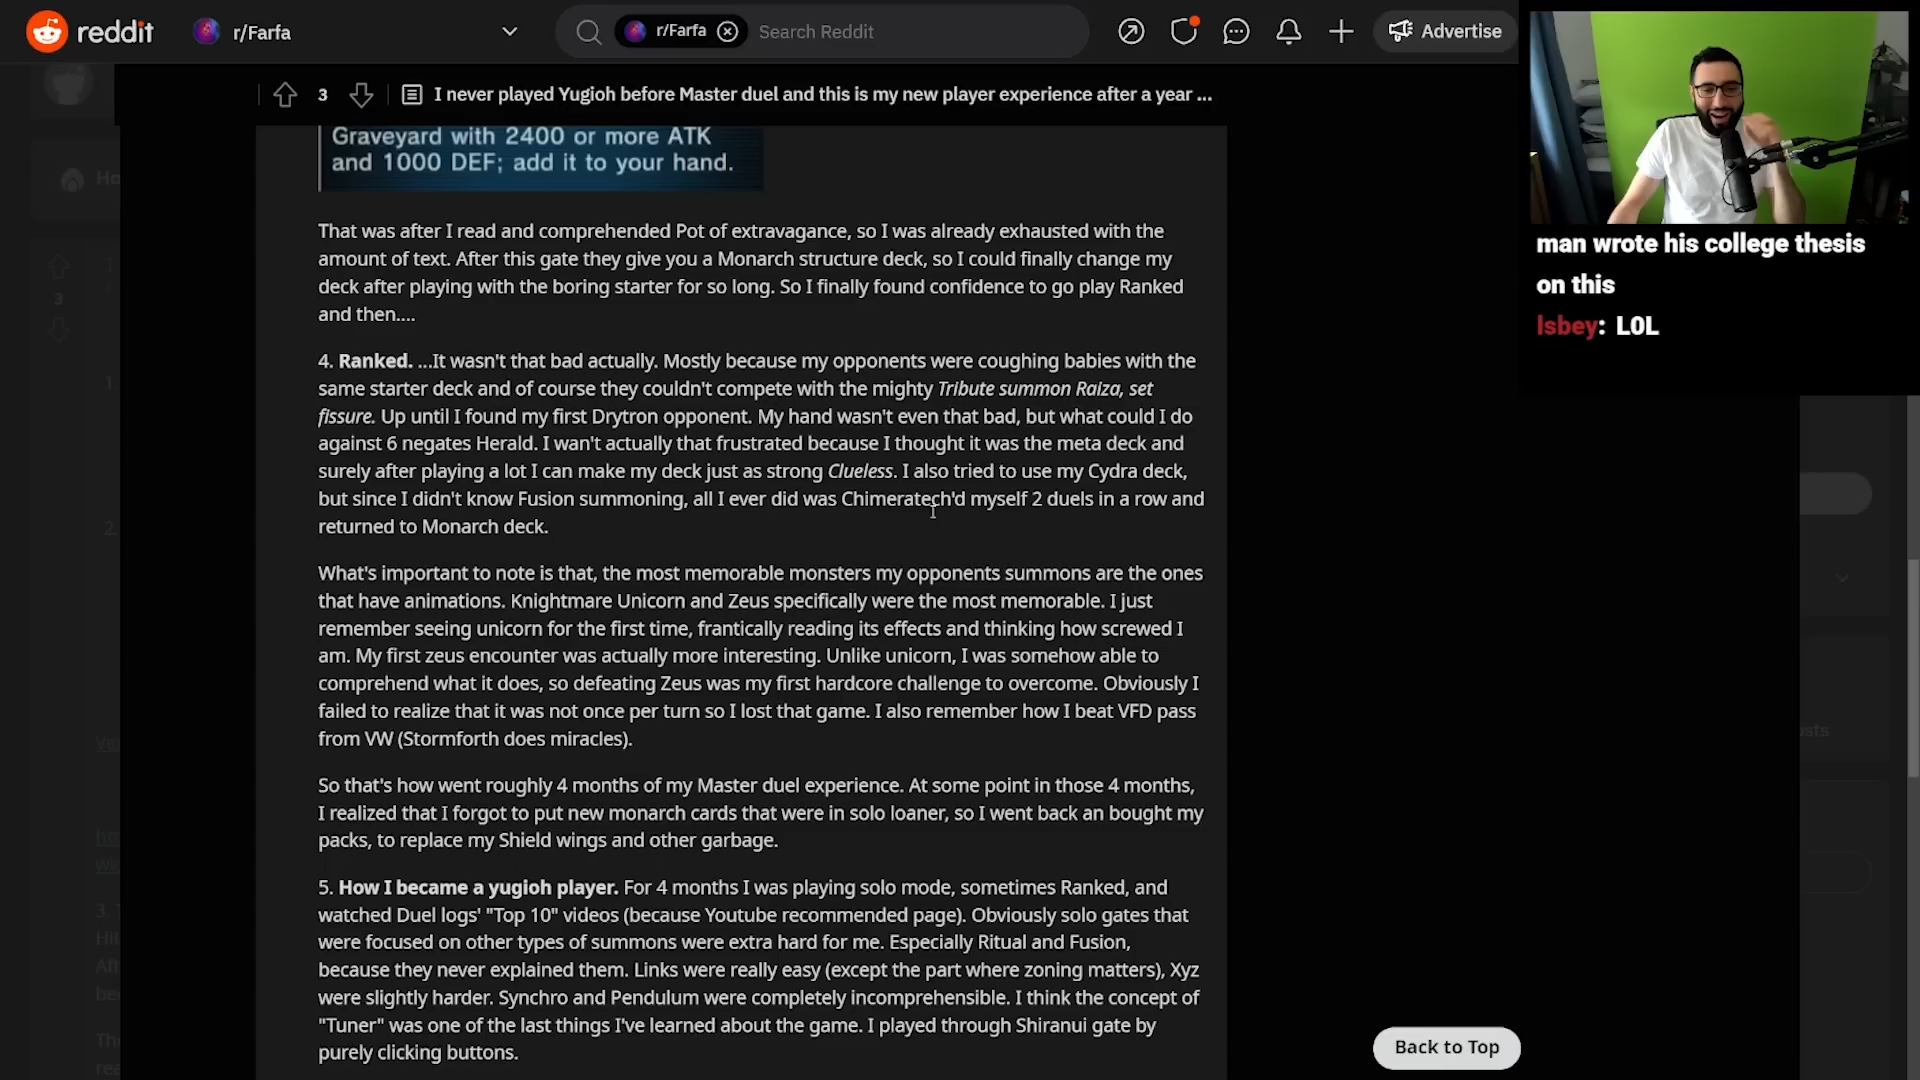 reddit
r/Farfa
r/Farfa
Search Reddit
Advertise
3
I never played Yugioh before Master duel and this is my new player experience after a year ...
man wrote his college thesis
on this
lsbey: LOL
Graveyard with 2400 or more ATK
and 1000 DEF; add it to your hand.
That was after I read and comprehended Pot of extravagance, so I was already exhausted with the
amount of text. After this gate they give you a Monarch structure deck, so I could finally change my
deck after playing with the boring starter for so long. So I finally found confidence to go play Ranked
and then....
4. Ranked. ...It wasn't that bad actually. Mostly because my opponents were coughing babies with the
same starter deck and of course they couldn't compete with the mighty Tribute summon Raiza, set
fissure. Up until I found my first Drytron opponent. My hand wasn't even that bad, but what could I do
against 6 negates Herald. I wan't actually that frustrated because I thought it was the meta deck and
surely after playing a lot I can make my deck just as strong Clueless. I also tried to use my Cydra deck,
but since I didn't know Fusion summoning, all I ever did was Chimeratech'd myself 2 duels in a row and
returned to Monarch deck.
What's important to note is that, the most memorable monsters my opponents summons are the ones
that have animations. Knightmare Unicorn and Zeus specifically were the most memorable. I just
remember seeing unicorn for the first time, frantically reading its effects and thinking how screwed I
am. My first zeus encounter was actually more interesting. Unlike unicorn, I was somehow able to
comprehend what it does, so defeating Zeus was my first hardcore challenge to overcome. Obviously I
failed to realize that it was not once per turn so I lost that game. I also remember how I beat VFD pass
from VW (Stormforth does miracles).
So that's how went roughly 4 months of my Master duel experience. At some point in those 4 months,
I realized that I forgot to put new monarch cards that were in solo loaner, so I went back an bought my
packs, to replace my Shield wings and other garbage.
5. How I became a yugioh player. For 4 months I was playing solo mode, sometimes Ranked, and
watched Duel logs' "Top 10" videos (because Youtube recommended page). Obviously solo gates that
were focused on other types of summons were extra hard for me. Especially Ritual and Fusion,
because they never explained them. Links were really easy (except the part where zoning matters), Xyz
were slightly harder. Synchro and Pendulum were completely incomprehensible. I think the concept of
"Tuner" was one of the last things I've learned about the game. I played through Shiranui gate by
purely clicking buttons.
Back to Top